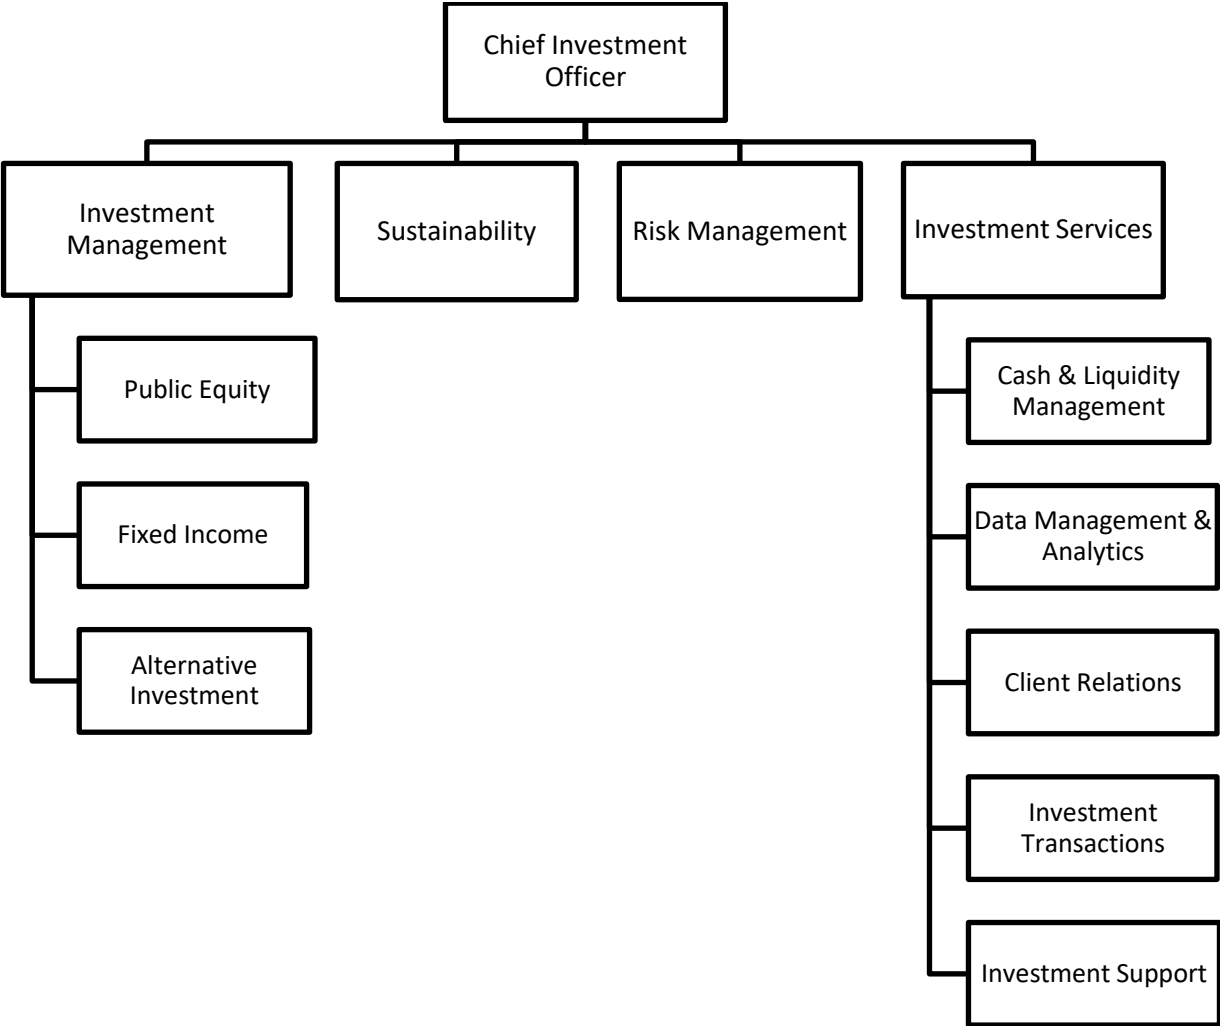 Chief Investment
Officer
Investment
Management
Sustainability
Risk Management
Investment Services
Public Equity
Fixed Income
Alternative
Investment
Cash & Liquidity
Management
Data Management &
Analytics
Client Relations
Investment
Transactions
Investment Support